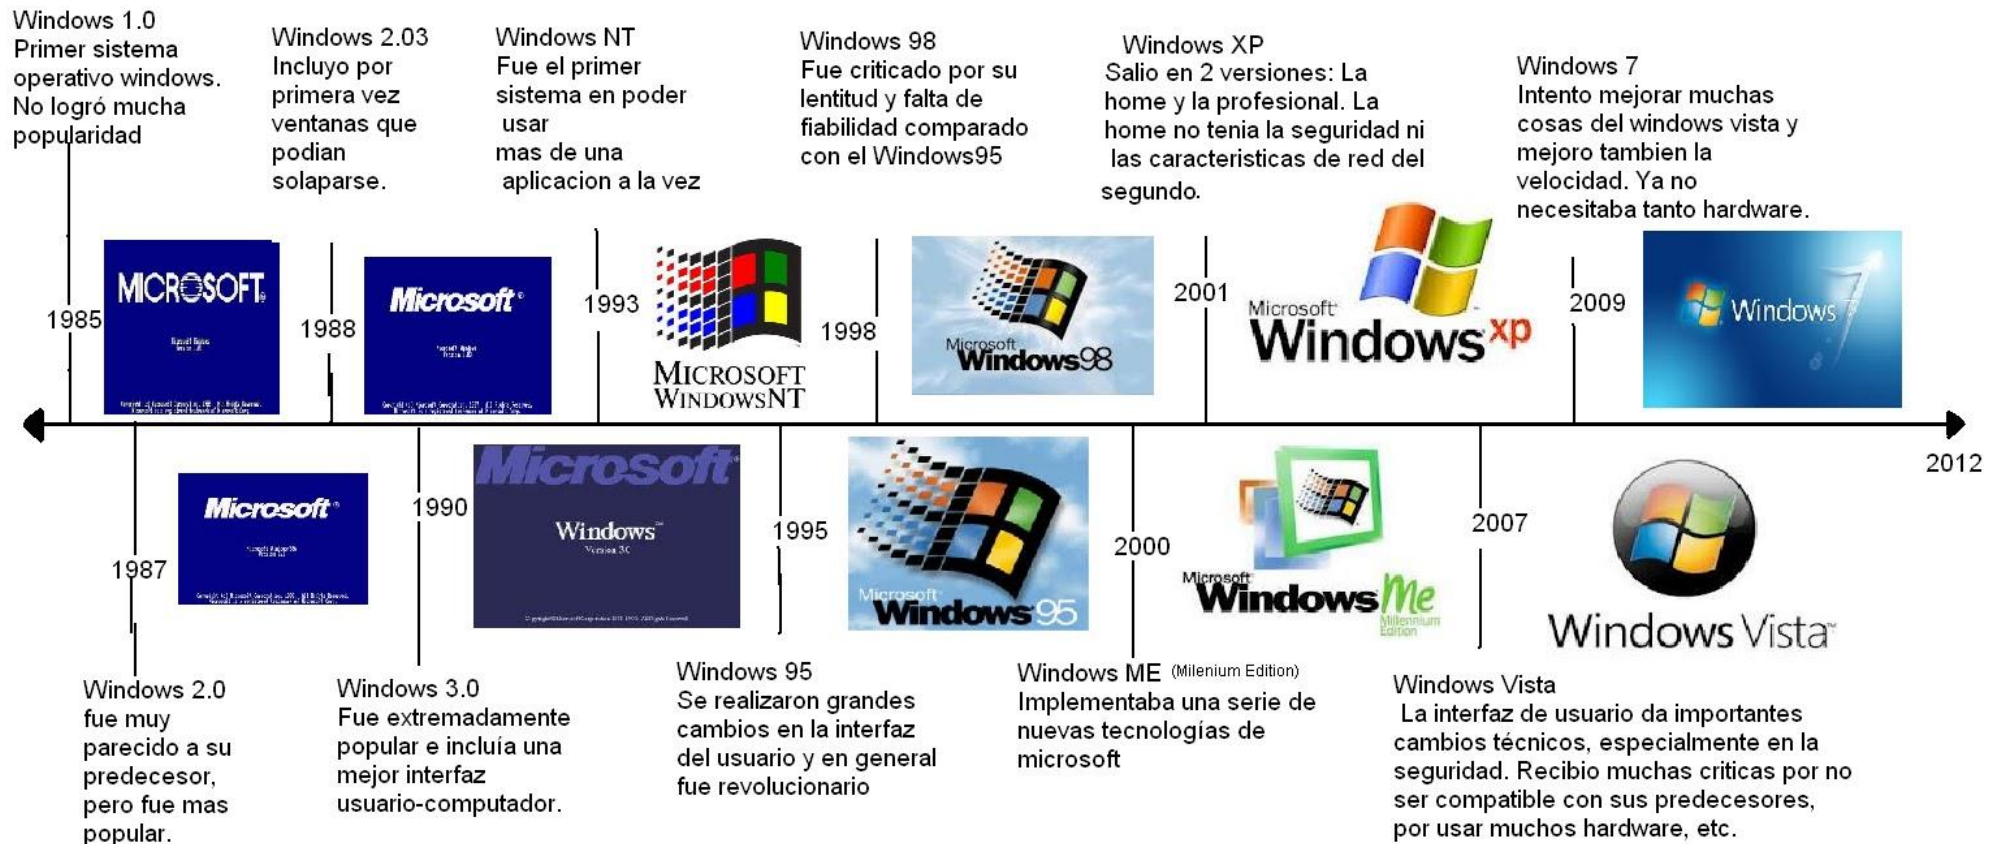 Windows 1.0
Primer sistema
operativo windows.
No logró mucha
popularidad
Windows 2.03
Incluyo por
primera vez
ventanas que
podian
solaparse.
Windows NT
Fue el primer
sistema en poder
usar
mas de una
aplicacion a la vez
Windows 98
Fue criticado por su
lentitud y falta de
fiabilidad comparado
con el Windows95
Windows XP
Salio en 2 versiones: La
home y la profesional. La
home no tenia la seguridad ni
las caracteristicas de red del
segundo.
Windows 7
Intento mejorar muchas
cosas del windows vista y
mejoro tambien la
velocidad. Ya no
necesitaba tanto hardware.
1985
MICROSOFT®
1988
Microsoft®
1993
MICROSOFT
WINDOWSNT
1998
Microsoft
Windows98
2001
Microsoft
Windows xp
2009
Windows 7
2012
1987
Microsoft®
1990
Microsoft®
Windows™
Version 3.0
1995
Microsoft
Windows 95
2000
Microsoft
Windows Me
Millennium
Edition
2007
Windows Vista™
Windows 2.0
fue muy
parecido a su
predecesor,
pero fue mas
popular.
Windows 3.0
Fue extremadamente
popular e incluía una
mejor interfaz
usuario-computador.
Windows 95
Se realizaron grandes
cambios en la interfaz
del usuario y en general
fue revolucionario
Windows ME (Milenium Edition)
Implementaba una serie de
nuevas tecnologías de
microsoft
Windows Vista
La interfaz de usuario da importantes
cambios técnicos, especialmente en la
seguridad. Recibio muchas criticas por no
ser compatible con sus predecesores,
por usar muchos hardware, etc.